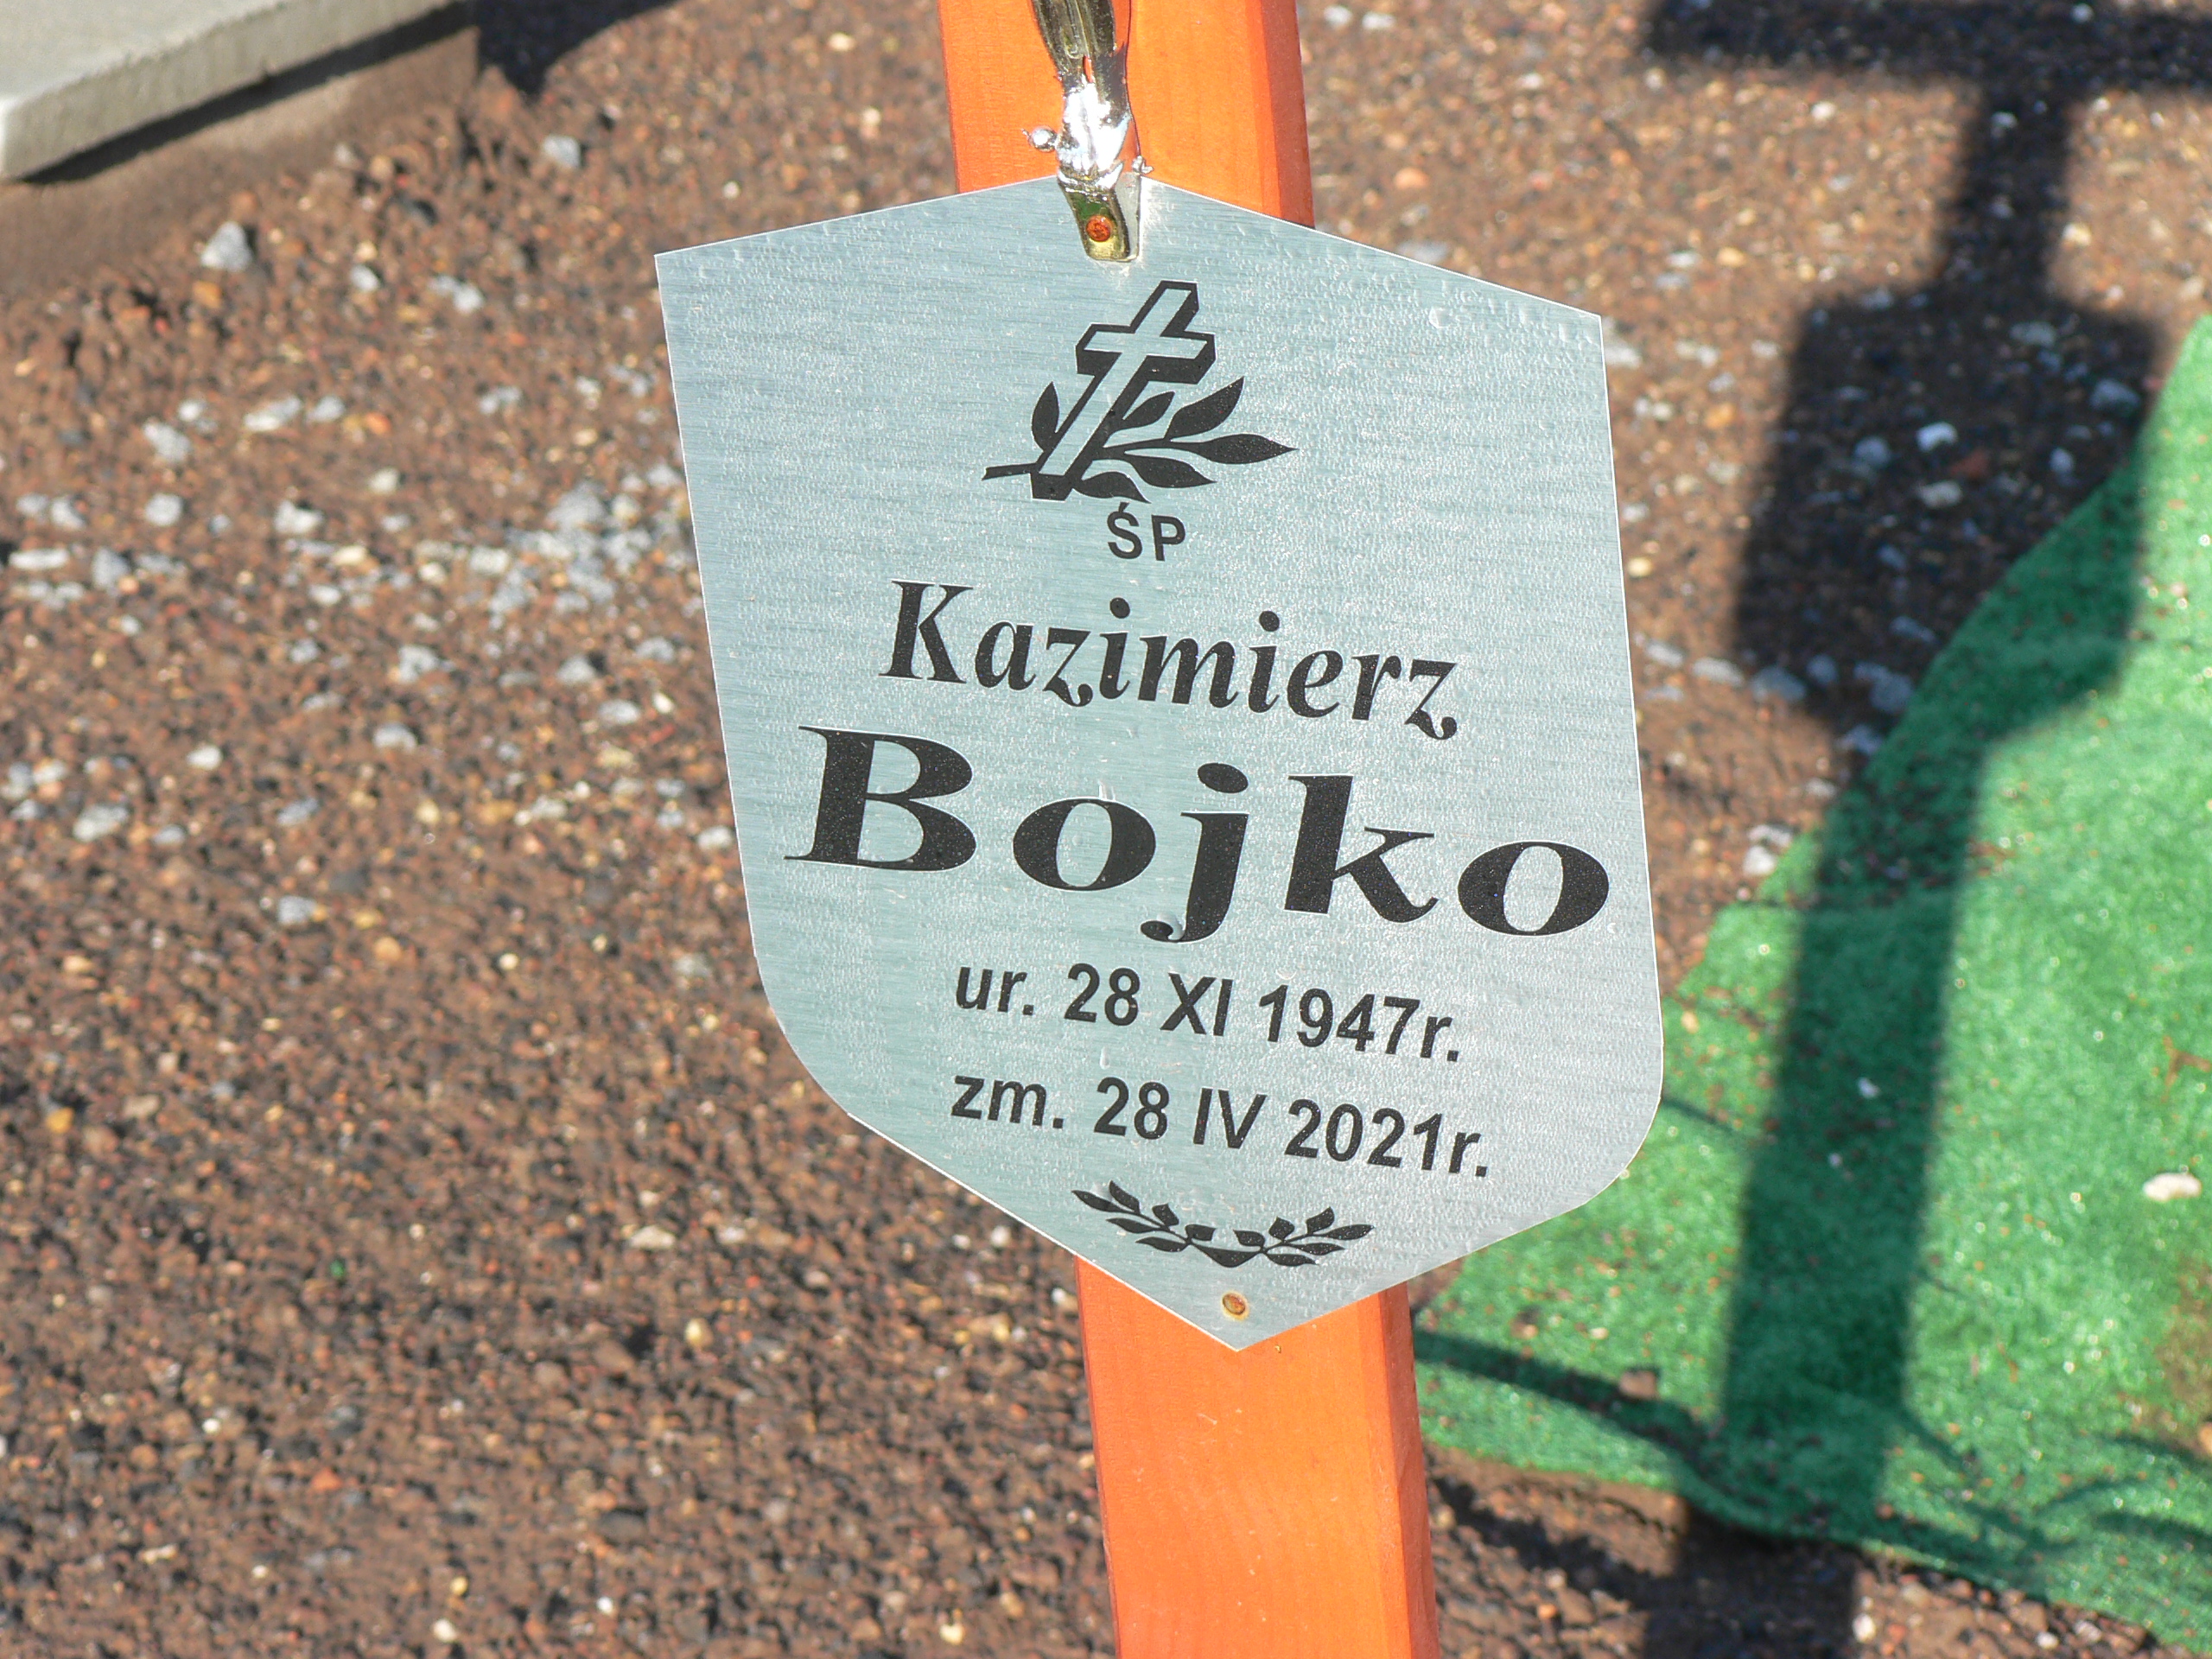 ŚP
Kazimierz
Bojko
ur. 28 XI 1947r.
zm. 28 IV 2021r.